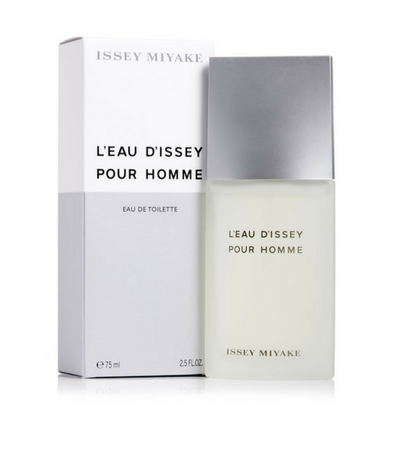 ISSEY MIYAKE
L'EAU D'ISSEY
POUR HOMME
EAU DE TOILETTE
℮ 75 ml 2.5 FL.OZ.
L'EAU D'ISSEY
POUR HOMME
ISSEY MIYAKE